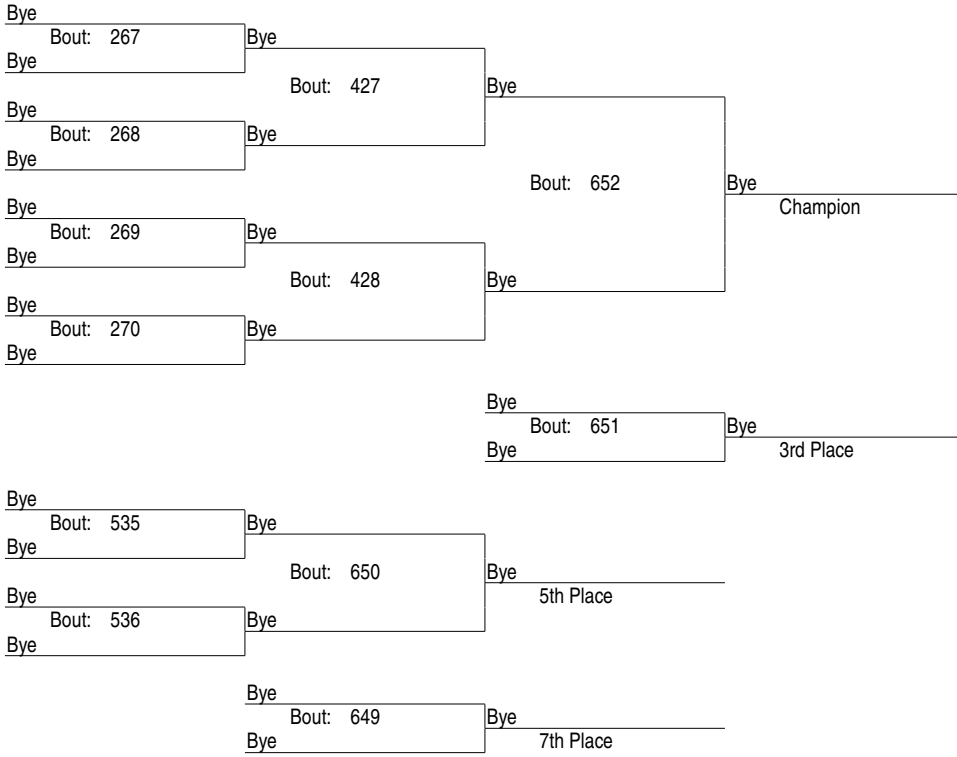 Bye
Bout: 267 Bye
Bye
Bout: 427 Bye
Bye
Bout: 268 Bye
Bye
Bout: 652 Bye
Champion
Bye
Bout: 269 Bye
Bye
Bout: 428 Bye
Bye
Bout: 270 Bye
Bye
Bye
Bout: 651 Bye
Bye 3rd Place
Bye
Bout: 535 Bye
Bye
Bout: 650 Bye
Bye 5th Place
Bout: 536 Bye
Bye
Bye
Bout: 649 Bye
Bye 7th Place